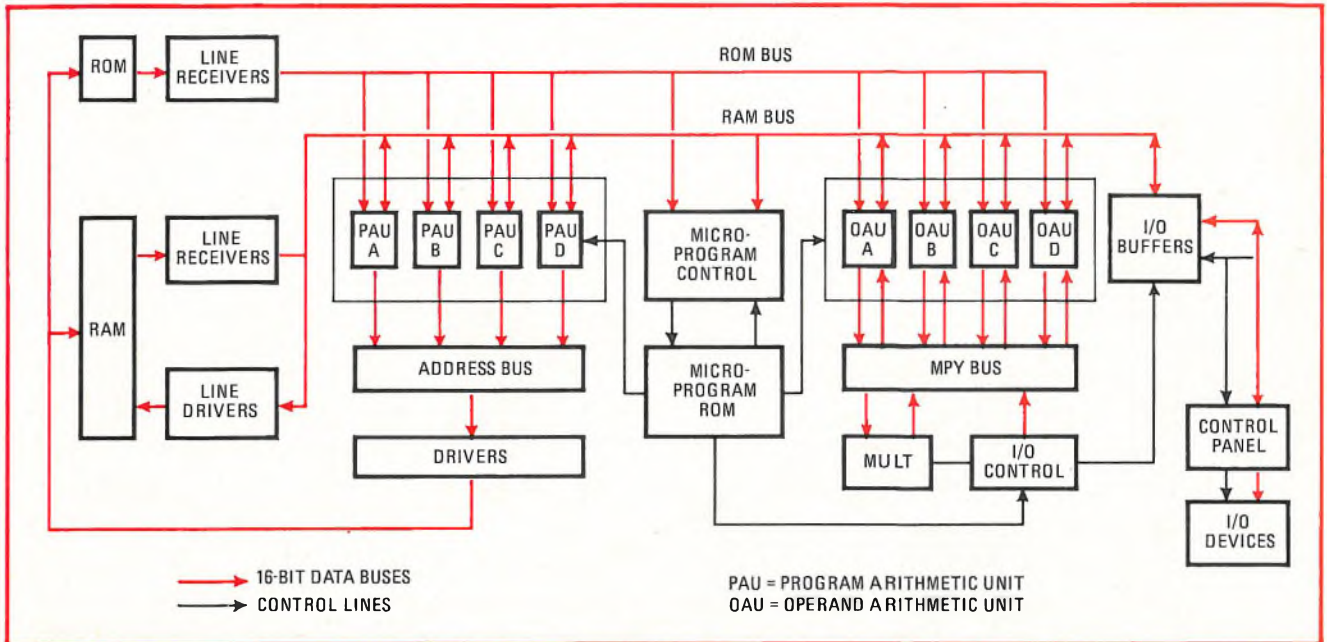 ROM
LINE
RECEIVERS
ROM BUS
RAM BUS
RAM
LINE
RECEIVERS
LINE
DRIVERS
PAU
A
PAU
B
PAU
C
PAU
D
ADDRESS BUS
DRIVERS
MICRO-
PROGRAM
CONTROL
MICRO-
PROGRAM
ROM
OAU
A
OAU
B
OAU
C
OAU
D
MPY BUS
MULT
I/O
CONTROL
I/O
BUFFERS
CONTROL
PANEL
I/O
DEVICES
16-BIT DATA BUSES
CONTROL LINES
PAU = PROGRAM ARITHMETIC UNIT
OAU = OPERAND ARITHMETIC UNIT